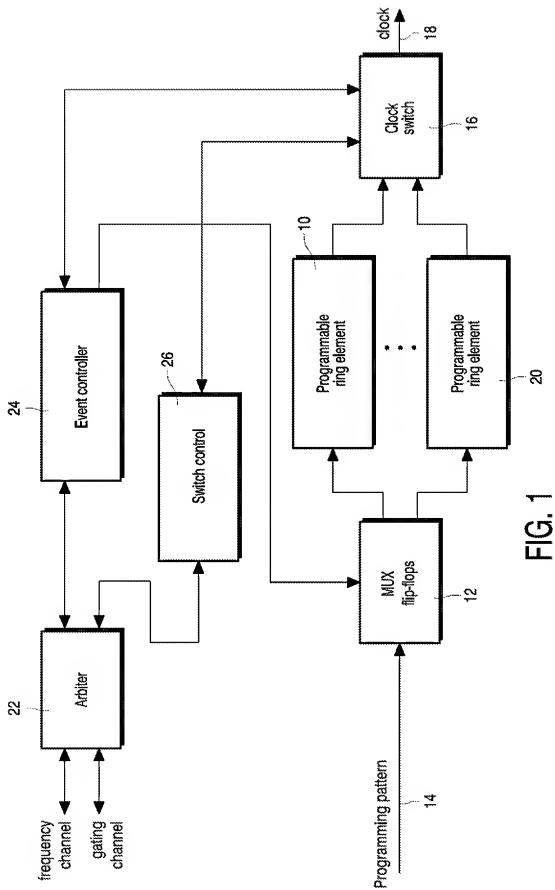 frequency
channel
gating
channel
22
Arbiter
24
Event controller
26
Switch control
Programming pattern
14
MUX
flip-flops
12
10
Programmable
ring element
Programmable
ring element
20
Clock
switch
16
clock
18
FIG. 1